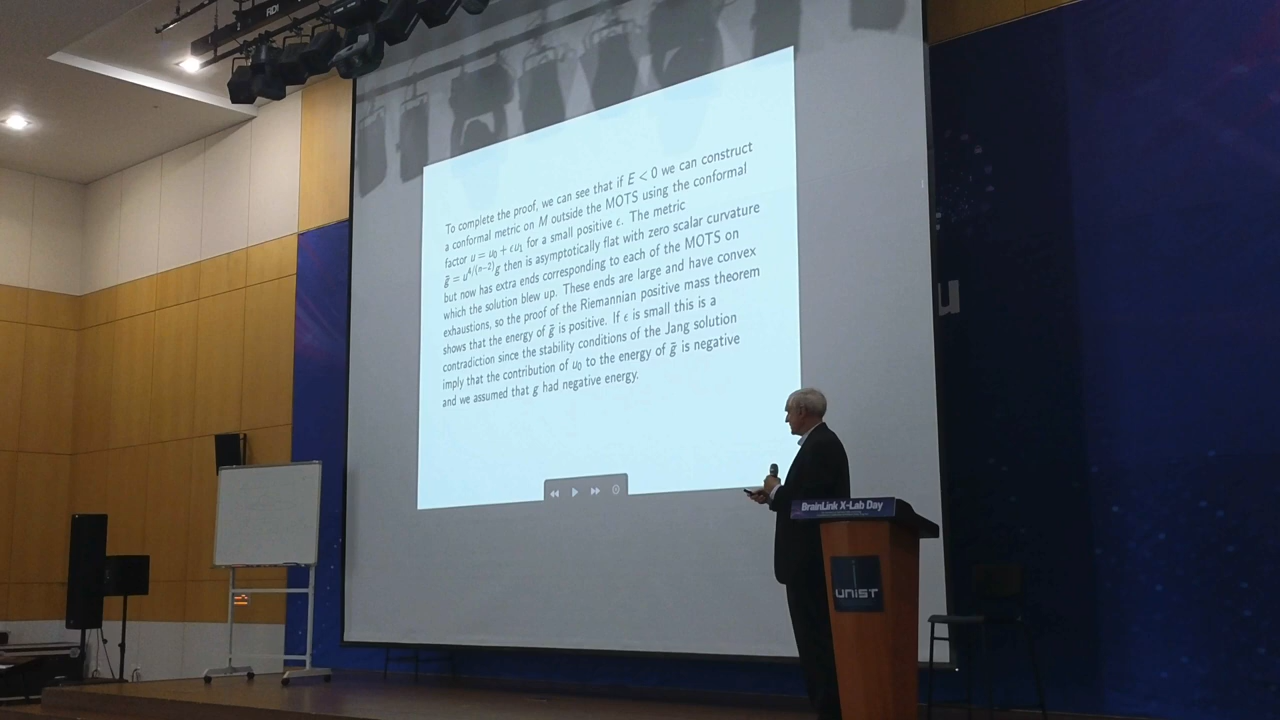 To complete the proof, we can see that if E < 0 we can construct
a conformal metric on M outside the MOTS using the conformal
factor u = u₀ + ϵu₁ for a small positive ϵ. The metric
g̃ = u^{4/(n−2)}g then is asymptotically flat with zero scalar curvature
but now has extra ends corresponding to each of the MOTS on
which the solution blew up. These ends are large and have convex
exhaustions, so the proof of the Riemannian positive mass theorem
shows that the energy of g̃ is positive. If ϵ is small this is a
contradiction since the stability conditions of the Jang solution
imply that the contribution of u₀ to the energy of g̃ is negative
and we assumed that g had negative energy.
BrainLink X-Lab Day
UNIST
u